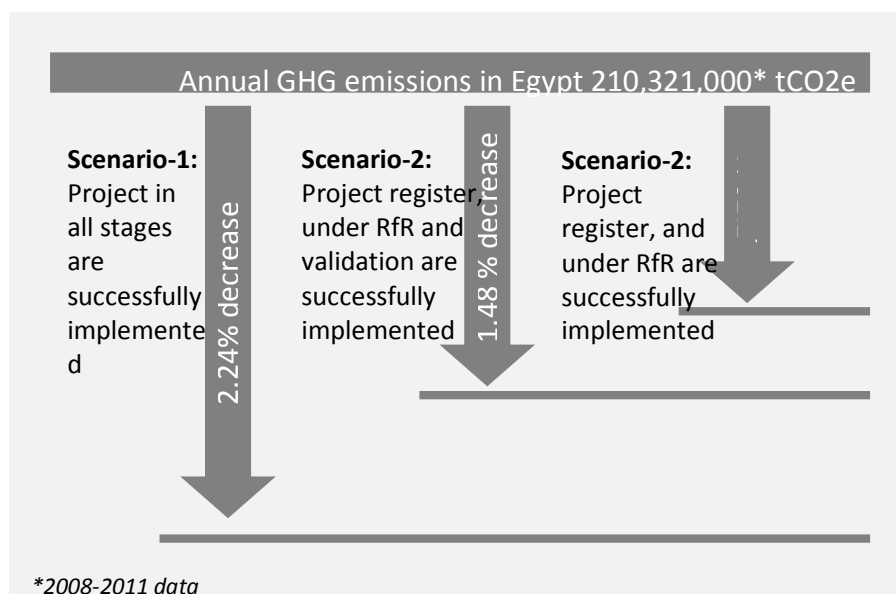 Annual GHG emissions in Egypt 210,321,000* tCO2e
Scenario-1:
Project in
all stages
are
successfully
implemente
d
2.24% decrease
Scenario-2:
Project register,
under RfR and
validation are
successfully
implemented
1.48 % decrease
Scenario-2:
Project
register, and
under RfR are
successfully
implemented
*2008-2011 data